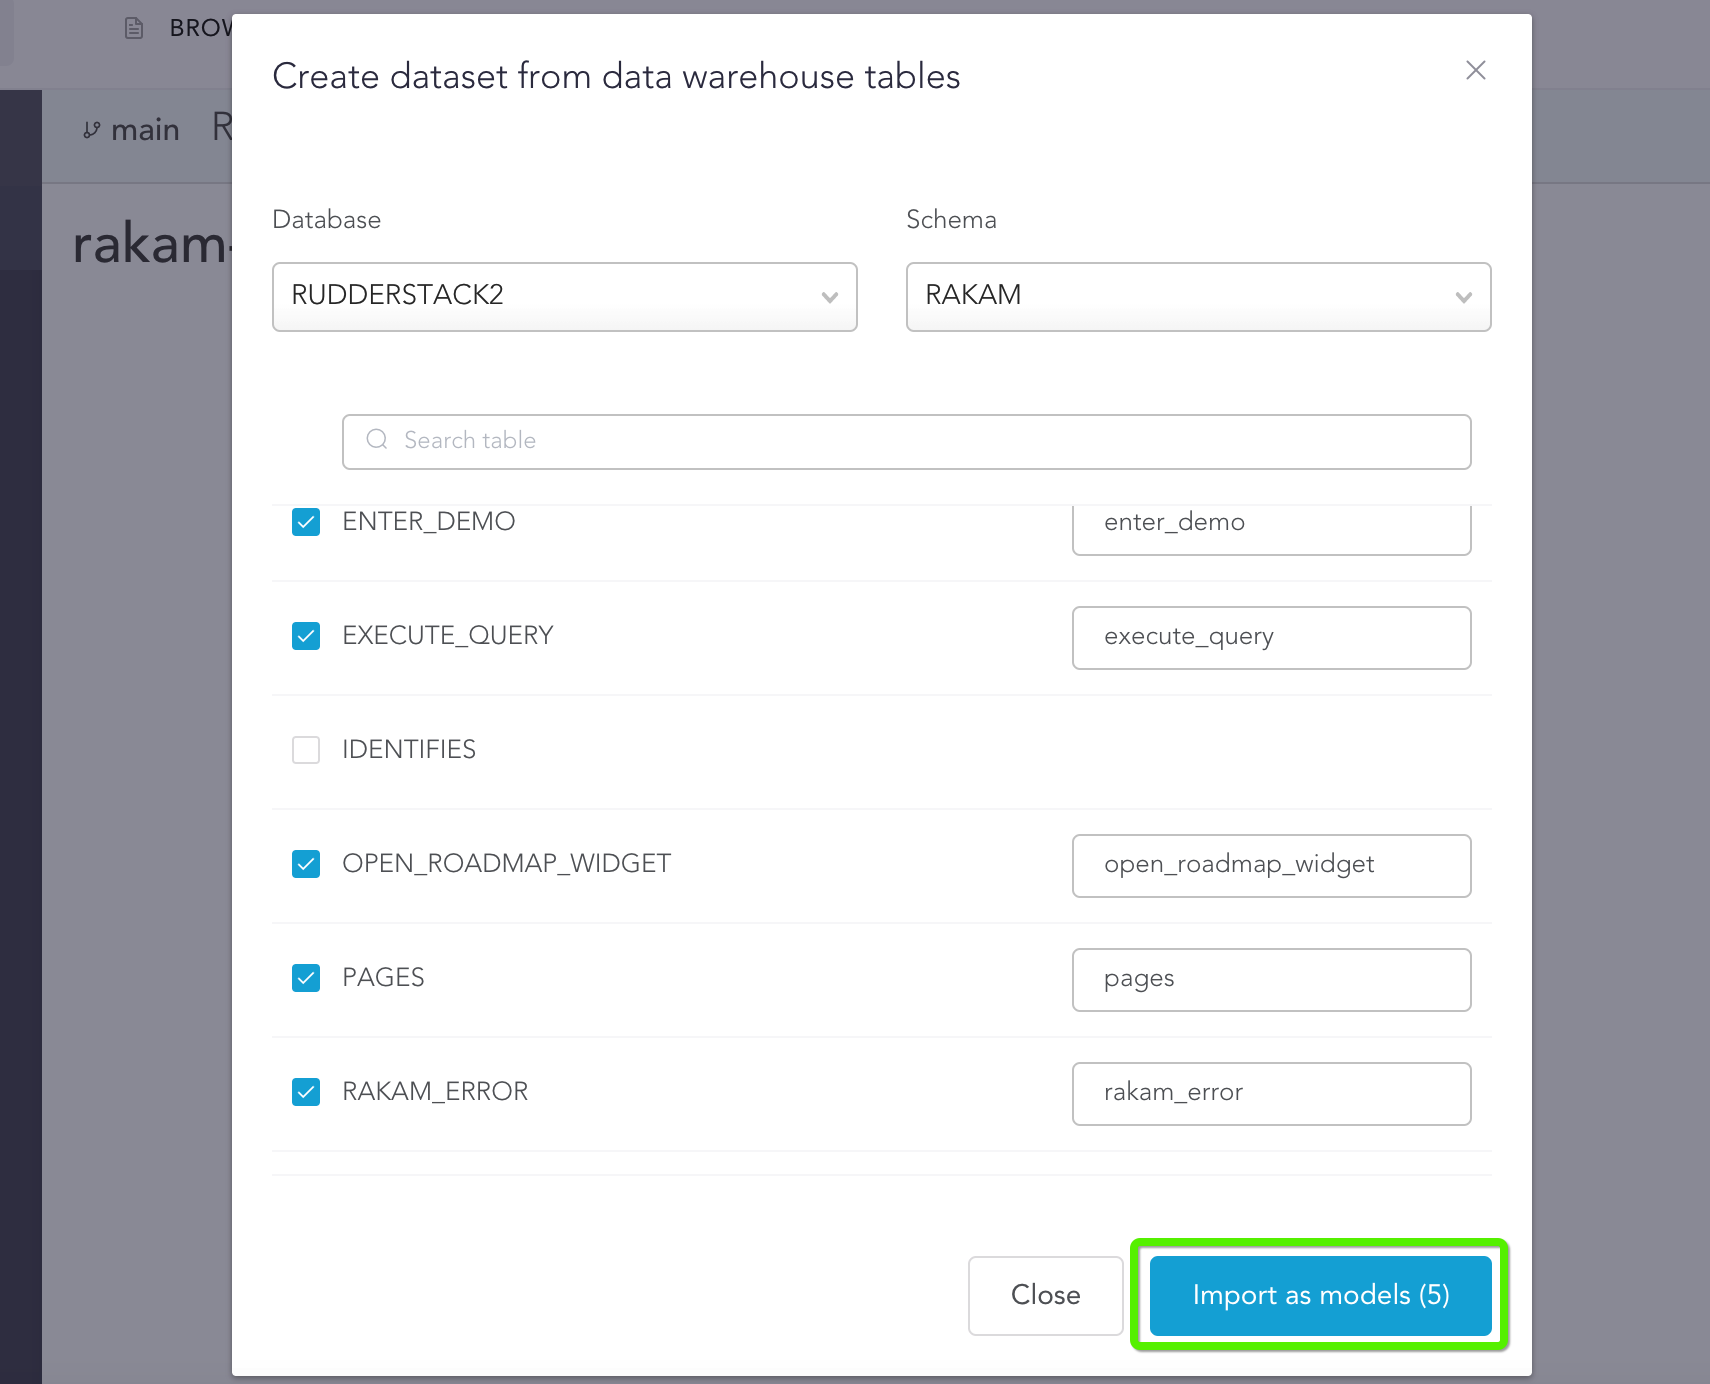 BROW
main R
rakam-
Create dataset from data warehouse tables
Database Schema
RUDDERSTACK2 RAKAM
Search table
ENTER_DEMO enter_demo
EXECUTE_QUERY execute_query
IDENTIFIES
OPEN_ROADMAP_WIDGET open_roadmap_widget
PAGES pages
RAKAM_ERROR rakam_error
Close Import as models (5)